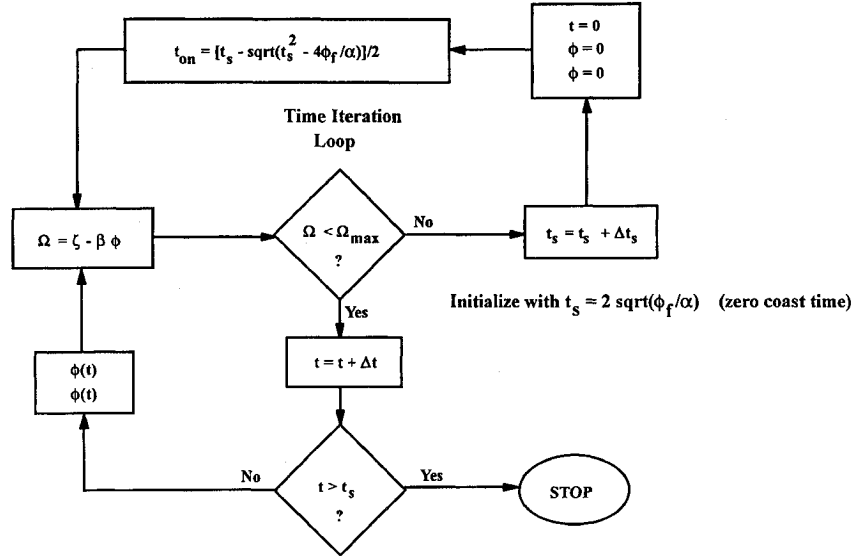 t = 0
ϕ = 0
ϕ = 0
t_on = [t_s - sqrt(t_s^2 - 4ϕ_f/α)]/2
Time Iteration
Loop
Ω = ζ - β ϕ
Ω < Ω_max
?
No
t_s = t_s + Δt_s
Yes
Initialize with t_s = 2 sqrt(ϕ_f/α) (zero coast time)
t = t + Δt
ϕ(t)
ϕ(t)
No
t > t_s
?
Yes
STOP